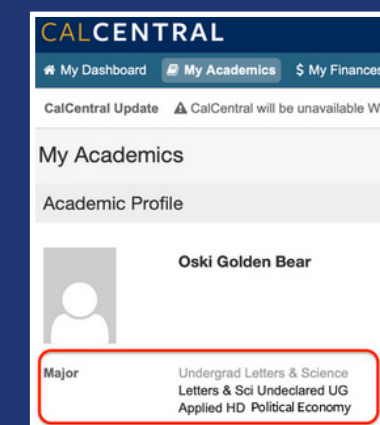 CALCENTRAL
My Dashboard My Academics $ My Finances
CalCentral Update CalCentral will be unavailable W
My Academics
Academic Profile
Oski Golden Bear
Major Undergrad Letters & Science
Letters & Sci Undeclared UG
Applied HD Political Economy